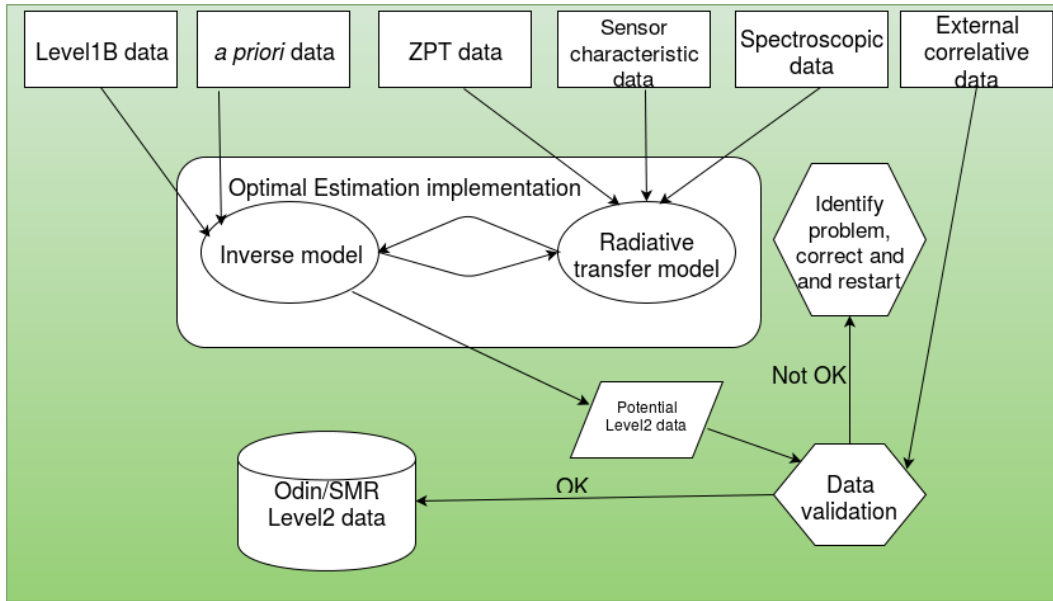 Level1B data
a priori data
ZPT data
Sensor
characteristic
data
Spectroscopic
data
External
correlative
data
Optimal Estimation implementation
Inverse model
Radiative
transfer model
Identify
problem,
correct and
and restart
Not OK
Potential
Level2 data
Odin/SMR
Level2 data
OK
Data
validation